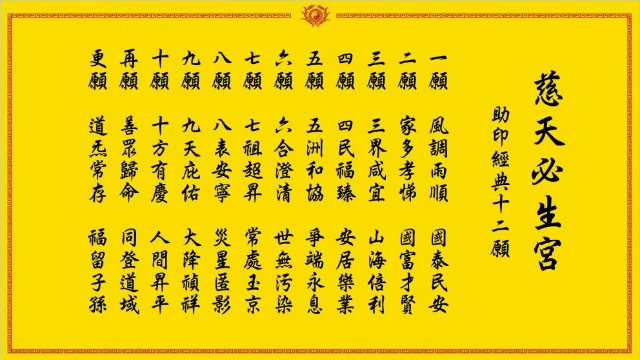 慈天必生宮
助印經典十二願
一願 風調雨順 國泰民安
二願 家多孝悌 國富才賢
三願 三界咸宜 山海倍利
四願 四民福臻 安居樂業
五願 五洲和協 爭端永息
六願 六合澄清 世無污染
七願 七祖超昇 常處玉京
八願 八表安寧 災星匿影
九願 九天庇佑 大降禎祥
十願 十方有慶 人間昇平
再願 善眾歸命 同登道域
更願 道炁常存 福留子孫